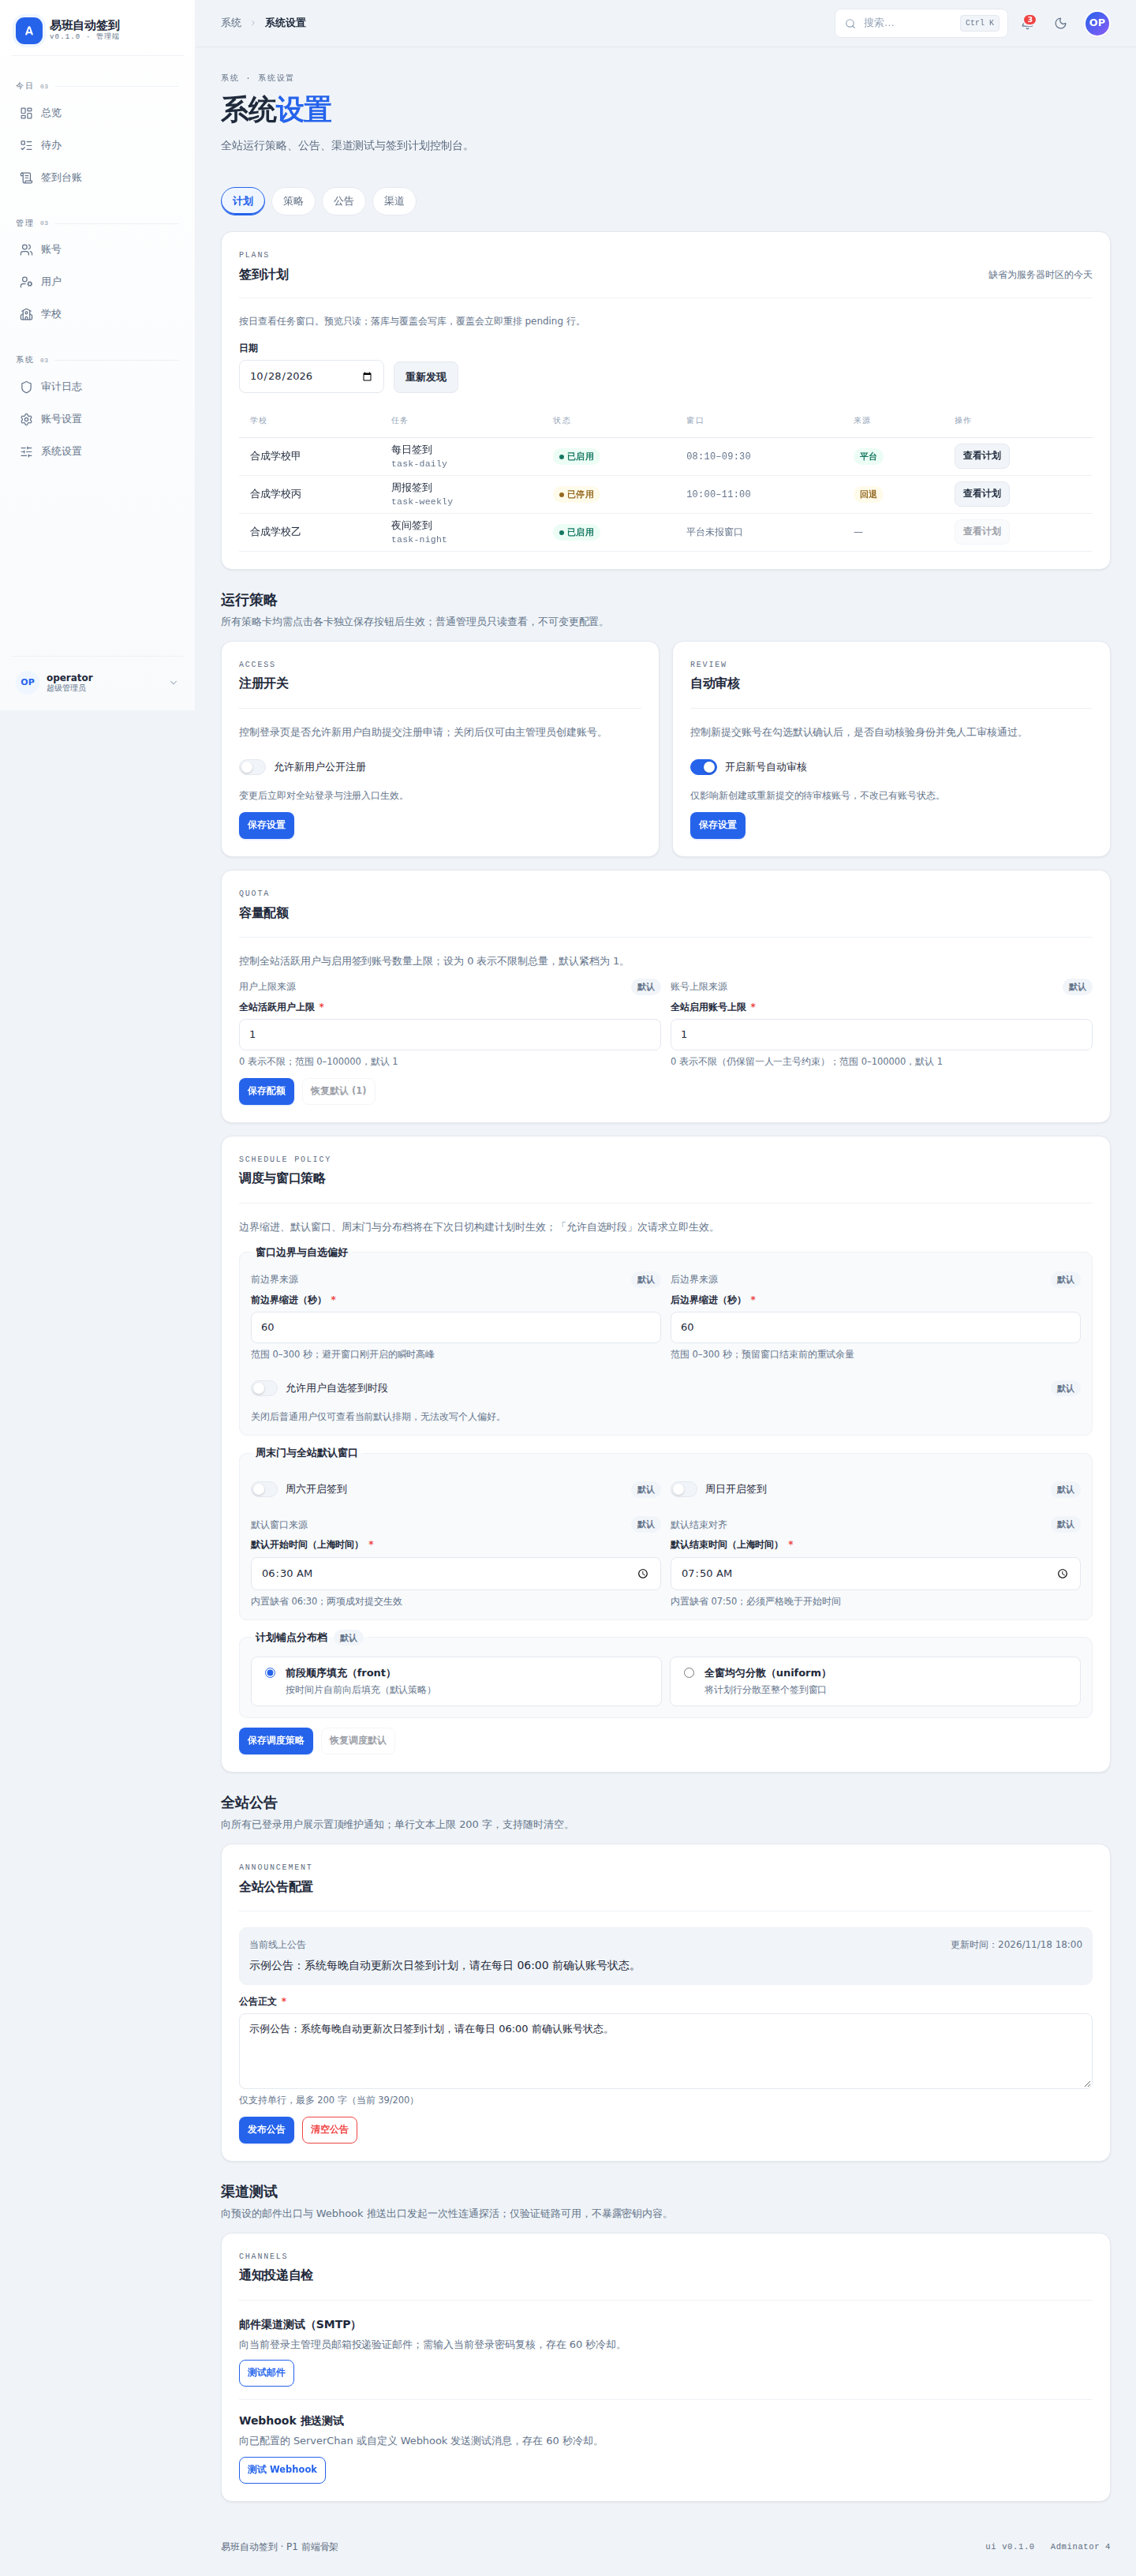 A
易班自动签到
v0.1.0 · 管理端
今日 03
总览
待办
签到台账
管理 03
账号
用户
学校
系统 03
审计日志
账号设置
系统设置
OP
operator
超级管理员
系统 › 系统设置
搜索…
Ctrl K
3
OP
系统 · 系统设置
系统设置
全站运行策略、公告、渠道测试与签到计划控制台。
计划 策略 公告 渠道
PLANS
签到计划
缺省为服务器时区的今天
按日查看任务窗口。预览只读；落库与覆盖会写库，覆盖会立即重排 pending 行。
日期
10/28/2026
重新发现
学校 任务 状态 窗口 来源 操作
合成学校甲 每日签到 已启用 08:10–09:30 平台 查看计划
task-daily
合成学校丙 周报签到 已停用 10:00–11:00 回退 查看计划
task-weekly
合成学校乙 夜间签到 已启用 平台未报窗口 — 查看计划
task-night
运行策略
所有策略卡均需点击各卡独立保存按钮后生效；普通管理员只读查看，不可变更配置。
ACCESS
注册开关
控制登录页是否允许新用户自助提交注册申请；关闭后仅可由主管理员创建账号。
允许新用户公开注册
变更后立即对全站登录与注册入口生效。
保存设置
REVIEW
自动审核
控制新提交账号在勾选默认确认后，是否自动核验身份并免人工审核通过。
开启新号自动审核
仅影响新创建或重新提交的待审核账号，不改已有账号状态。
保存设置
QUOTA
容量配额
控制全站活跃用户与启用签到账号数量上限；设为 0 表示不限制总量，默认紧档为 1。
用户上限来源 默认
全站活跃用户上限 *
1
0 表示不限；范围 0–100000，默认 1
账号上限来源 默认
全站启用账号上限 *
1
0 表示不限（仍保留一人一主号约束）；范围 0–100000，默认 1
保存配额 恢复默认 (1)
SCHEDULE POLICY
调度与窗口策略
边界缩进、默认窗口、周末门与分布档将在下次日切构建计划时生效；「允许自选时段」次请求立即生效。
窗口边界与自选偏好
前边界来源 默认
前边界缩进（秒） *
60
范围 0–300 秒；避开窗口刚开启的瞬时高峰
后边界来源 默认
后边界缩进（秒） *
60
范围 0–300 秒；预留窗口结束前的重试余量
允许用户自选签到时段 默认
关闭后普通用户仅可查看当前默认排期，无法改写个人偏好。
周末门与全站默认窗口
周六开启签到 默认
周日开启签到 默认
默认窗口来源 默认
默认开始时间（上海时间） *
06:30 AM
内置缺省 06:30；两项成对提交生效
默认结束对齐 默认
默认结束时间（上海时间） *
07:50 AM
内置缺省 07:50；必须严格晚于开始时间
计划铺点分布档 默认
前段顺序填充（front）
按时间片自前向后填充（默认策略）
全窗均匀分散（uniform）
将计划行分散至整个签到窗口
保存调度策略 恢复调度默认
全站公告
向所有已登录用户展示置顶维护通知；单行文本上限 200 字，支持随时清空。
ANNOUNCEMENT
全站公告配置
当前线上公告 更新时间：2026/11/18 18:00
示例公告：系统每晚自动更新次日签到计划，请在每日 06:00 前确认账号状态。
公告正文 *
示例公告：系统每晚自动更新次日签到计划，请在每日 06:00 前确认账号状态。
仅支持单行，最多 200 字（当前 39/200）
发布公告 清空公告
渠道测试
向预设的邮件出口与 Webhook 推送出口发起一次性连通探活；仅验证链路可用，不暴露密钥内容。
CHANNELS
通知投递自检
邮件渠道测试（SMTP）
向当前登录主管理员邮箱投递验证邮件；需输入当前登录密码复核，存在 60 秒冷却。
测试邮件
Webhook 推送测试
向已配置的 ServerChan 或自定义 Webhook 发送测试消息，存在 60 秒冷却。
测试 Webhook
易班自动签到 · P1 前端骨架
ui v0.1.0 Adminator 4